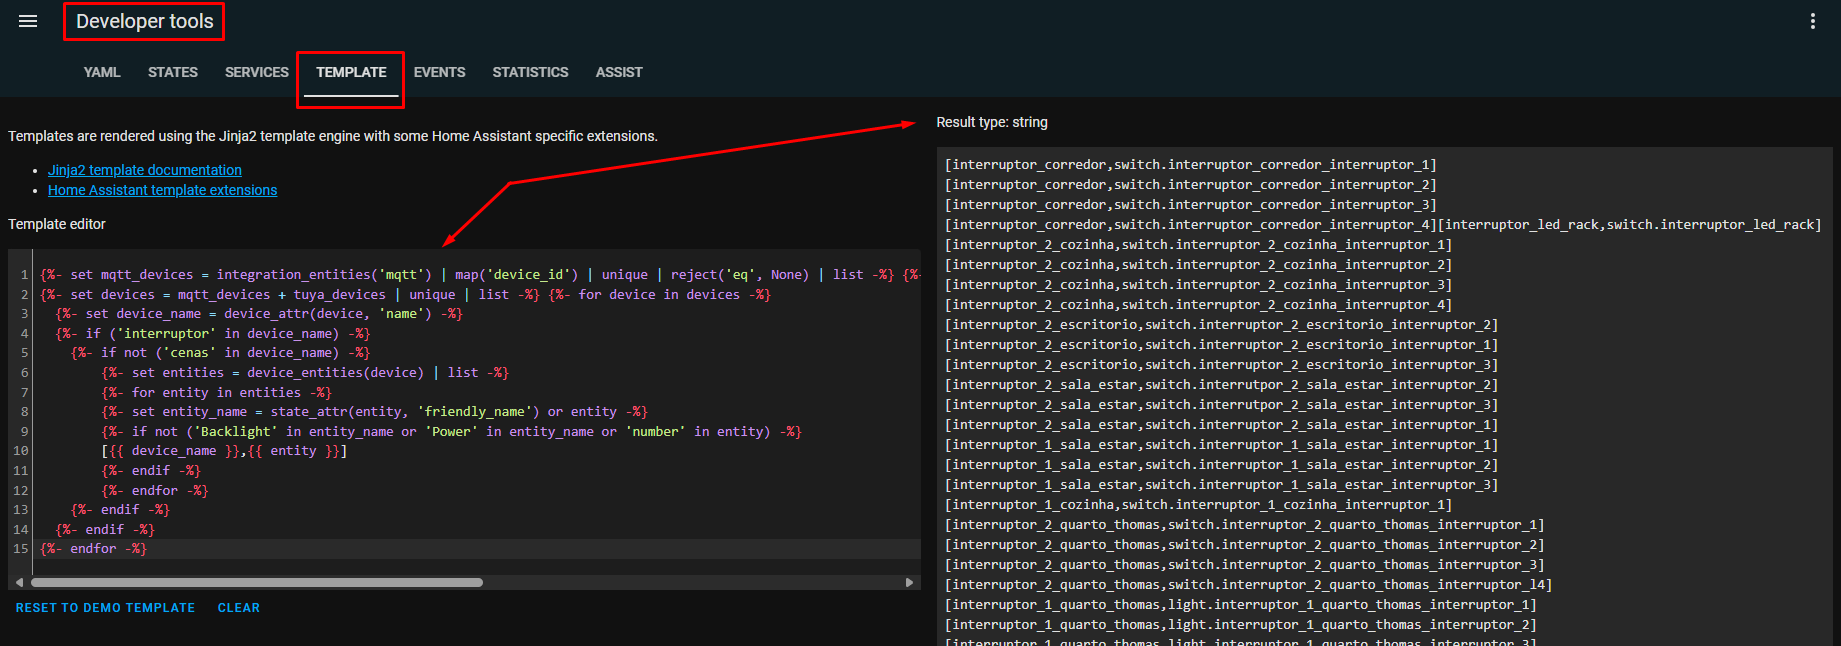 Developer tools
YAML STATES SERVICES TEMPLATE EVENTS STATISTICS ASSIST
Templates are rendered using the Jinja2 template engine with some Home Assistant specific extensions.
• Jinja2 template documentation
• Home Assistant template extensions
Template editor
1 {%- set mqtt_devices = integration_entities('mqtt') | map('device_id') | unique | reject('eq', None) | list -%} {%-
2 {%- set devices = mqtt_devices + tuya_devices | unique | list -%} {%- for device in devices -%}
3   {%- set device_name = device_attr(device, 'name') -%}
4   {%- if ('interruptor' in device_name) -%}
5     {%- if not ('cenas' in device_name) -%}
6         {%- set entities = device_entities(device) | list -%}
7         {%- for entity in entities -%}
8         {%- set entity_name = state_attr(entity, 'friendly_name') or entity -%}
9         {%- if not ('Backlight' in entity_name or 'Power' in entity_name or 'number' in entity) -%}
10         [{{ device_name }},{{ entity }}]
11         {%- endif -%}
12         {%- endfor -%}
13     {%- endif -%}
14   {%- endif -%}
15 {%- endfor -%}
RESET TO DEMO TEMPLATE CLEAR
Result type: string
[interruptor_corredor,switch.interruptor_corredor_interruptor_1]
[interruptor_corredor,switch.interruptor_corredor_interruptor_2]
[interruptor_corredor,switch.interruptor_corredor_interruptor_3]
[interruptor_corredor,switch.interruptor_corredor_interruptor_4][interruptor_led_rack,switch.interruptor_led_rack]
[interruptor_2_cozinha,switch.interruptor_2_cozinha_interruptor_1]
[interruptor_2_cozinha,switch.interruptor_2_cozinha_interruptor_2]
[interruptor_2_cozinha,switch.interruptor_2_cozinha_interruptor_3]
[interruptor_2_cozinha,switch.interruptor_2_cozinha_interruptor_4]
[interruptor_2_escritorio,switch.interruptor_2_escritorio_interruptor_2]
[interruptor_2_escritorio,switch.interruptor_2_escritorio_interruptor_1]
[interruptor_2_escritorio,switch.interruptor_2_escritorio_interruptor_3]
[interruptor_2_sala_estar,switch.interrutpor_2_sala_estar_interruptor_2]
[interruptor_2_sala_estar,switch.interrutpor_2_sala_estar_interruptor_3]
[interruptor_2_sala_estar,switch.interruptor_2_sala_estar_interruptor_1]
[interruptor_1_sala_estar,switch.interruptor_1_sala_estar_interruptor_1]
[interruptor_1_sala_estar,switch.interruptor_1_sala_estar_interruptor_2]
[interruptor_1_sala_estar,switch.interruptor_1_sala_estar_interruptor_3]
[interruptor_1_cozinha,switch.interruptor_1_cozinha_interruptor_1]
[interruptor_2_quarto_thomas,switch.interruptor_2_quarto_thomas_interruptor_1]
[interruptor_2_quarto_thomas,switch.interruptor_2_quarto_thomas_interruptor_2]
[interruptor_2_quarto_thomas,switch.interruptor_2_quarto_thomas_interruptor_3]
[interruptor_2_quarto_thomas,switch.interruptor_2_quarto_thomas_interruptor_l4]
[interruptor_1_quarto_thomas,light.interruptor_1_quarto_thomas_interruptor_1]
[interruptor_1_quarto_thomas,light.interruptor_1_quarto_thomas_interruptor_2]
[interruptor_1_quarto_thomas,light.interruptor_1_quarto_thomas_interruptor_3]